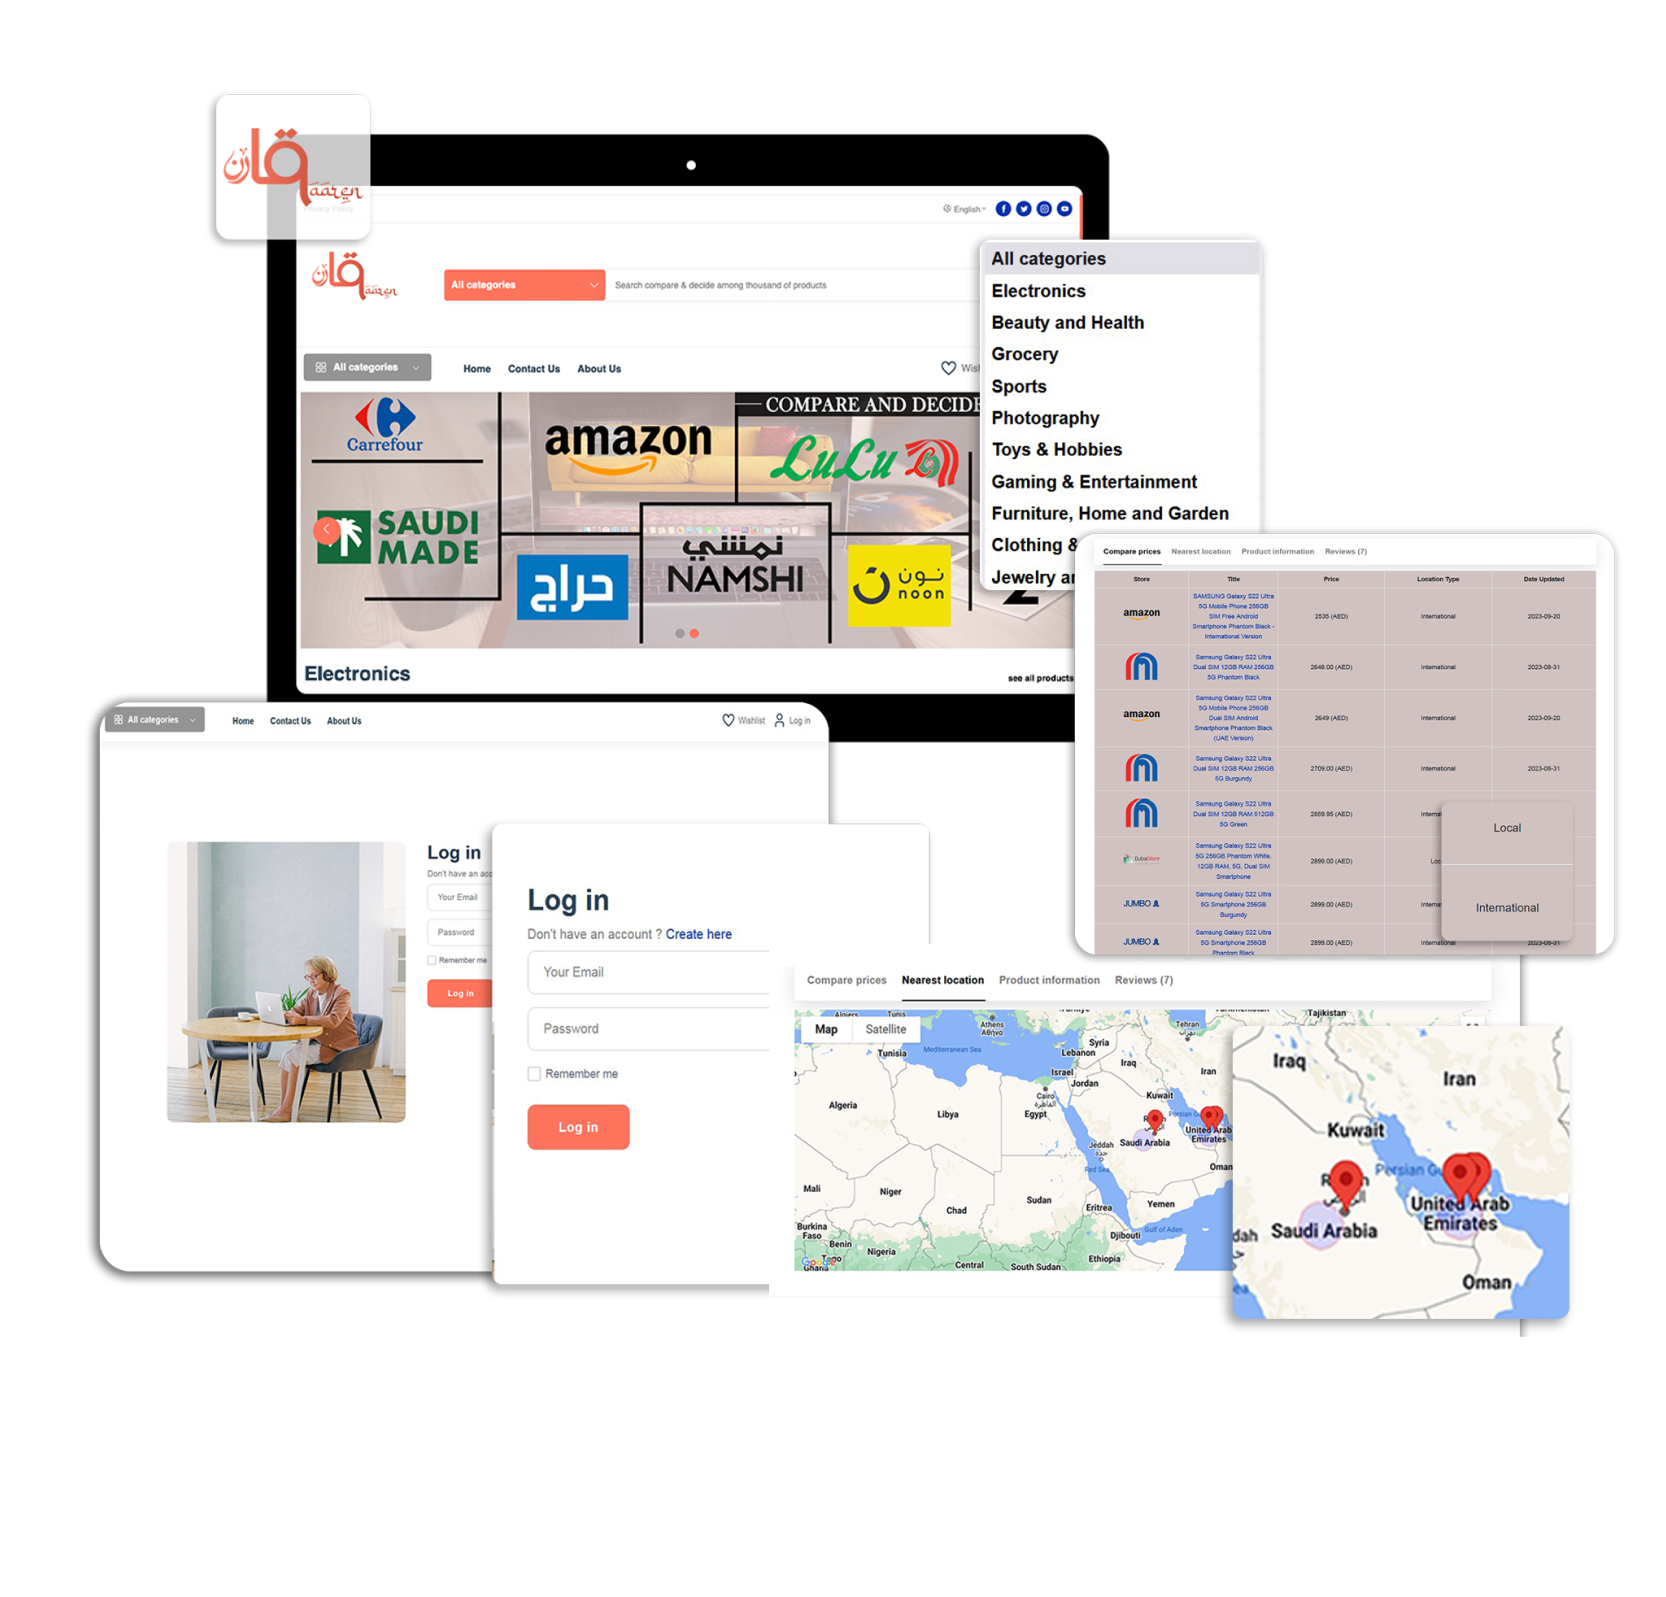 قارن
Qaaren
Privacy Policy
English
قارن
Qaaren
All categories
Search compare & decide among thousand of products
All categories
Home
Contact Us
About Us
Carrefour
amazon
COMPARE AND DECIDE
LuLu
SAUDI
MADE
حراج
نمشي
NAMSHI
نون
noon
Electronics
see all products
All categories
Electronics
Beauty and Health
Grocery
Sports
Photography
Toys & Hobbies
Gaming & Entertainment
Furniture, Home and Garden
Clothing &
Jewelry
Compare prices
Nearest location
Product information
Reviews (7)
Store
Title
Price
Location Type
Date Updated
amazon
SAMSUNG Galaxy S22 Ultra
5G Mobile Phone 256GB
SIM Free Android
Smartphone Phantom Black -
International Version
2535 (AED)
International
2023-09-20
Samsung Galaxy S22 Ultra
Dual SIM 12GB RAM 256GB
5G Phantom Black
2648.00 (AED)
International
2023-08-31
amazon
Samsung Galaxy S22 Ultra
5G Mobile Phone 256GB
Dual SIM Android
Smartphone Phantom Black
(UAE Version)
2649 (AED)
International
2023-09-20
Samsung Galaxy S22 Ultra
Dual SIM 12GB RAM 256GB
5G Burgundy
2709.00 (AED)
International
2023-08-31
Samsung Galaxy S22 Ultra
Dual SIM 12GB RAM 512GB
5G Green
2859.95 (AED)
DubaiStore
Samsung Galaxy S22 Ultra
5G 256GB Phantom White,
12GB RAM, 5G, Dual SIM
Smartphone
2899.00 (AED)
JUMBO
Samsung Galaxy S22 Ultra
5G Smartphone 256GB
Burgundy
2899.00 (AED)
JUMBO
Samsung Galaxy S22 Ultra
5G Smartphone 256GB
Phantom Black
2899.00 (AED)
International
2023-08-31
Local
International
All categories
Home
Contact Us
About Us
Wishlist
Log in
Log in
Don't have an
Your Email
Password
Remember me
Log in
Log in
Don't have an account ? Create here
Your Email
Password
Remember me
Log in
Compare prices
Nearest location
Product information
Reviews (7)
Map
Satellite
Algiers
Tunis
Athens
Αθήνα
Tehran
تهران
Tajikistan
Tunisia
Mediterranean Sea
Syria
Lebanon
Iraq
Iran
Israel
Jordan
Cairo
القاهرة
Kuwait
Algeria
Libya
Egypt
Persian
United Arab
Emirates
Jeddah
جدة
Saudi Arabia
Red Sea
Oman
Mali
Niger
Chad
Sudan
Eritrea
Yemen
Gulf of Aden
Burkina
Faso
Benin
Togo
Ghana
Nigeria
Djibouti
Ethiopia
Central
South Sudan
Google
Iraq
Iran
Kuwait
Persian
United Arab
Emirates
Saudi Arabia
Oman